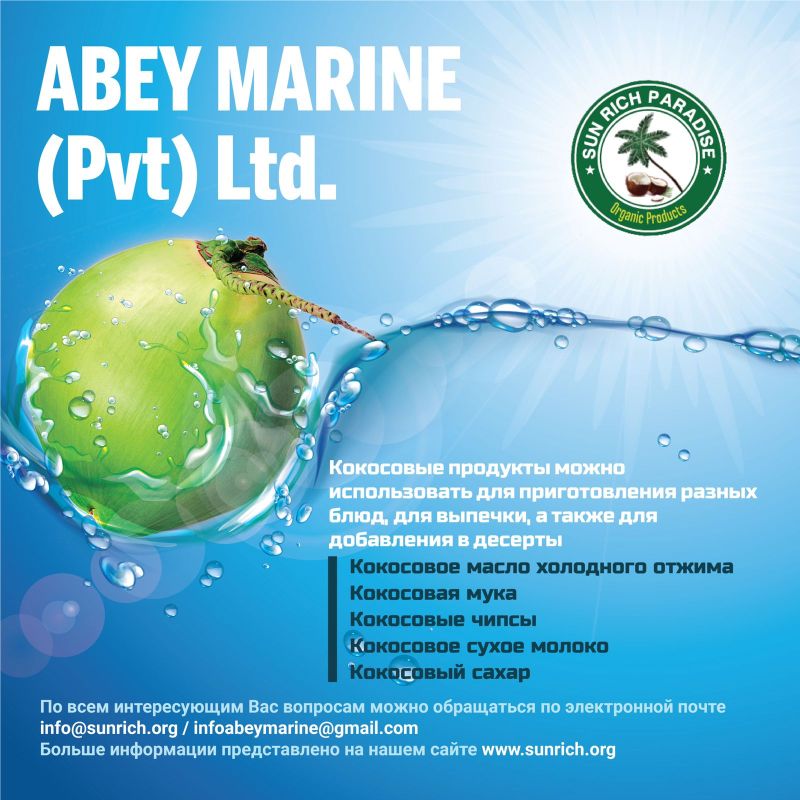 ABEY MARINE
(Pvt) Ltd.
SUN RICH PARADISE
Organic Products
Кокосовые продукты можно
использовать для приготовления разных
блюд, для выпечки, а также для
добавления в десерты
Кокосовое масло холодного отжима
Кокосовая мука
Кокосовые чипсы
Кокосовое сухое молоко
Кокосовый сахар
По всем интересующим Вас вопросам можно обращаться по электронной почте
info@sunrich.org / infoabeymarine@gmail.com
Больше информации представлено на нашем сайте www.sunrich.org